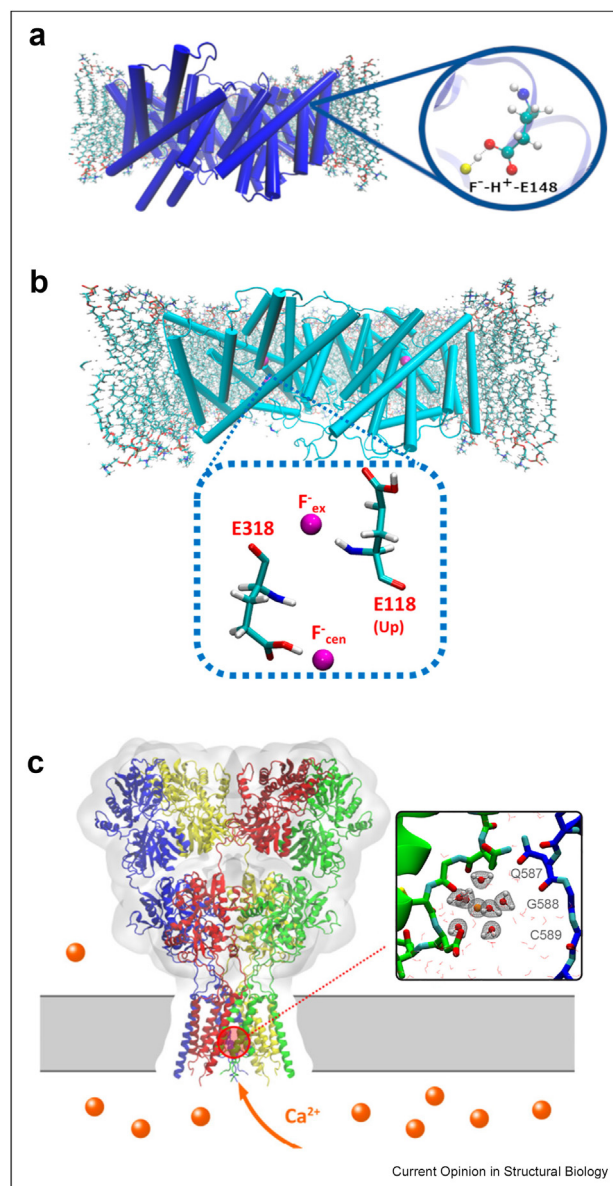 a
F⁻-H⁺-E148
b
F⁻ex
E318
E118
(Up)
F⁻cen
c
Q587
G588
C589
Ca²⁺
Current Opinion in Structural Biology